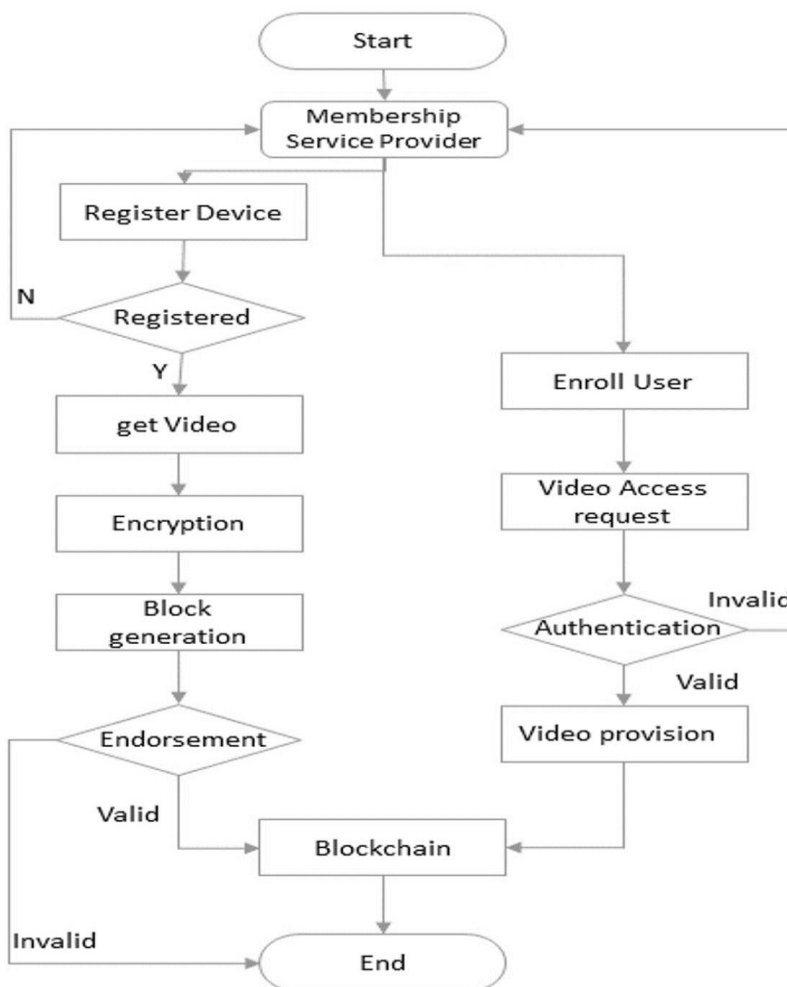 Start
Membership
Service Provider
Register Device
N
Registered
Y
get Video
Encryption
Block
generation
Endorsement
Valid
Invalid
Enroll User
Video Access
request
Authentication
Invalid
Valid
Video provision
Blockchain
End